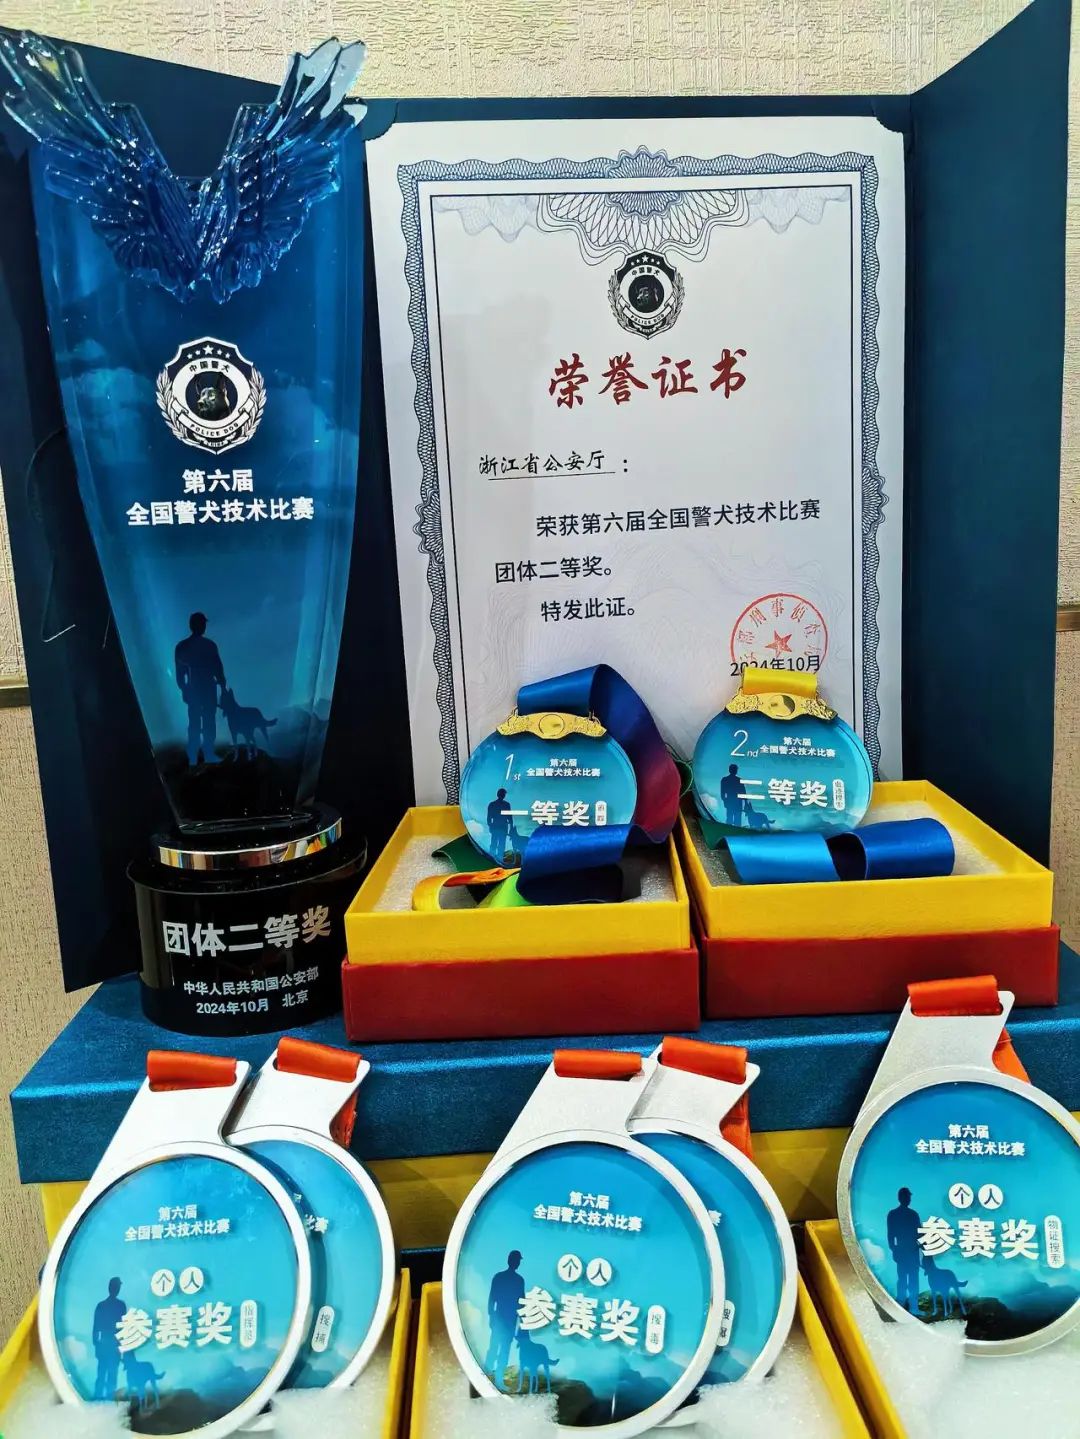 中国警犬
POLICE DOG
CHINA
第六届
全国警犬技术比赛
团体二等奖
中华人民共和国公安部
2024年10月 北京
中国警犬
POLICE DOG
荣誉证书
浙江省公安厅：
荣获第六届全国警犬技术比赛
团体二等奖。
特发此证。
2024年10月
1st
第六届
全国警犬技术比赛
一等奖
追踪
2nd
第六届
全国警犬技术比赛
二等奖
第六届
全国警犬技术比赛
个人
参赛奖
搜捕
第六届
全国警犬技术比赛
个人
参赛奖
搜毒
第六届
全国警犬技术比赛
个人
参赛奖
物证搜索